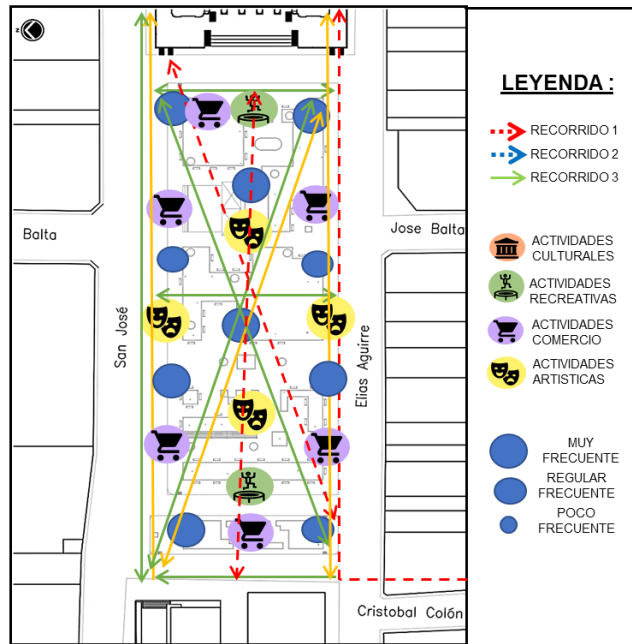 N
Balta
San José
Elias Aguirre
Jose Balta
Cristobal Colón
LEYENDA :
RECORRIDO 1
RECORRIDO 2
RECORRIDO 3
ACTIVIDADES
CULTURALES
ACTIVIDADES
RECREATIVAS
ACTIVIDADES
COMERCIO
ACTIVIDADES
ARTISTICAS
MUY
FRECUENTE
REGULAR
FRECUENTE
POCO
FRECUENTE